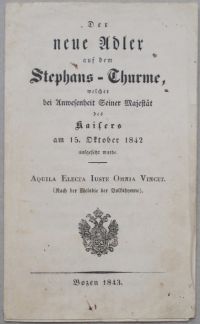 Der
neue Adler
auf dem
Stephans-Thurme,
welcher
bei Anwesenheit Seiner Majestät
des
Kaisers
am 15. Oktober 1842
aufgesetzt wurde.
AQUILA ELECTA IUSTE OMNIA VINCET.
(Nach der Melodie der Volkshymne).
Bozen 1843.